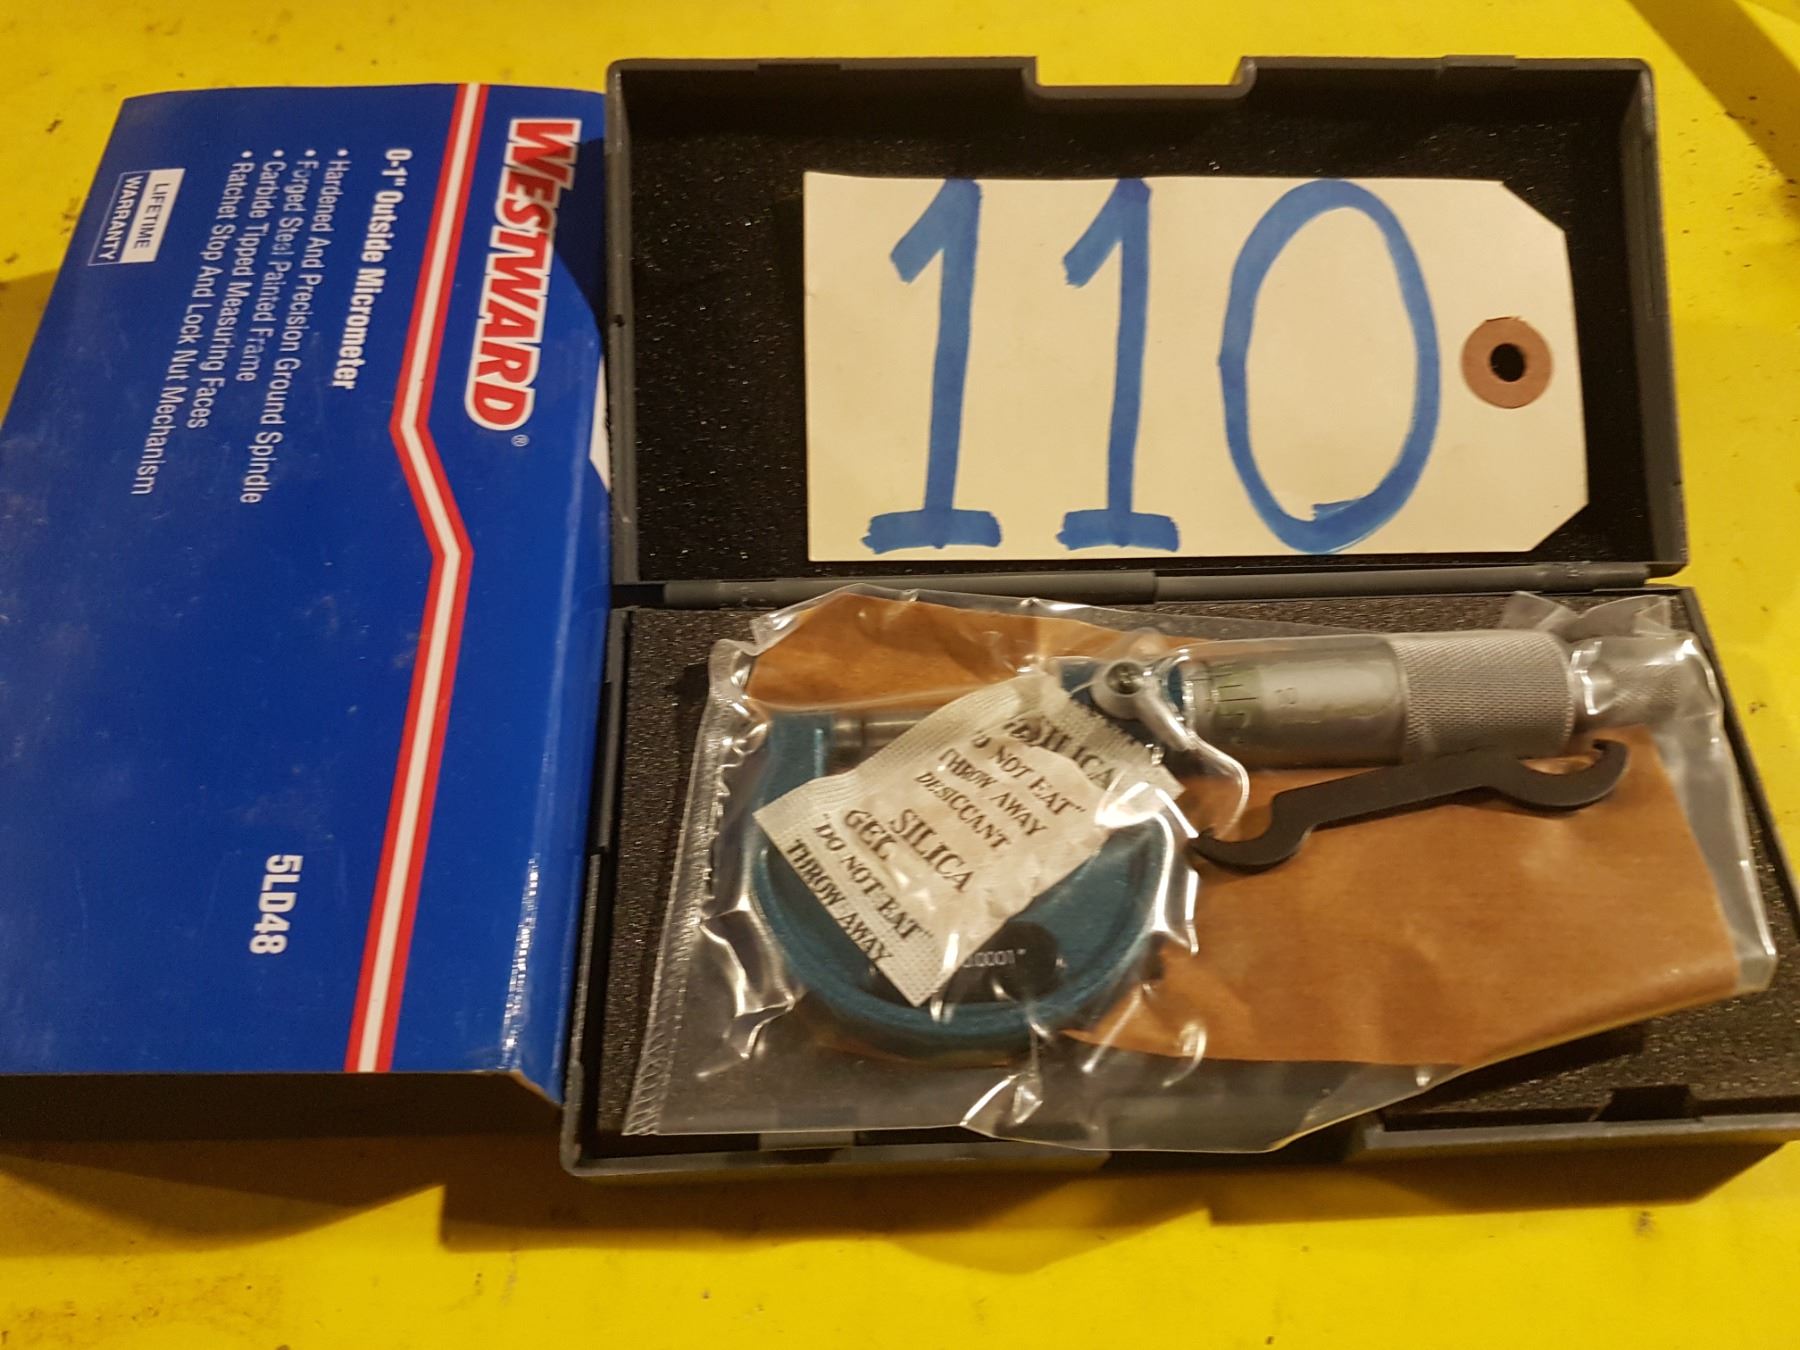 WESTWARD®
0-1" Outside Micrometer
• Hardened And Precision Ground Spindle
• Forged Steel Painted Frame
• Carbide Tipped Measuring Faces
• Ratchet Stop And Lock Nut Mechanism
LIFETIME
WARRANTY
5LD48
110
SILICA
NOT EAT"
THROW AWAY
DESICCANT
SILICA
GEL
"DO NOT EAT"
THROW AWAY
0001"